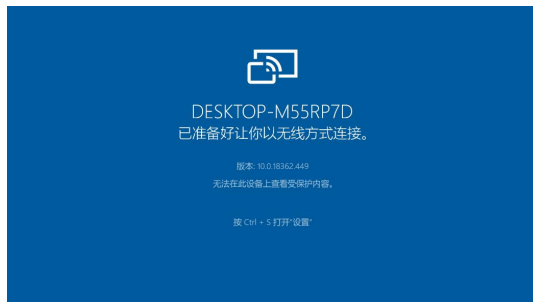 DESKTOP-M55RP7D
已准备好让你以无线方式连接。
版本: 10.0.18362.449
无法在此设备上查看受保护内容。
按 Ctrl + S 打开"设置"